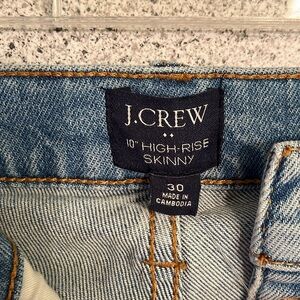 J.CREW
10" HIGH-RISE
SKINNY
30
MADE IN
CAMBODIA